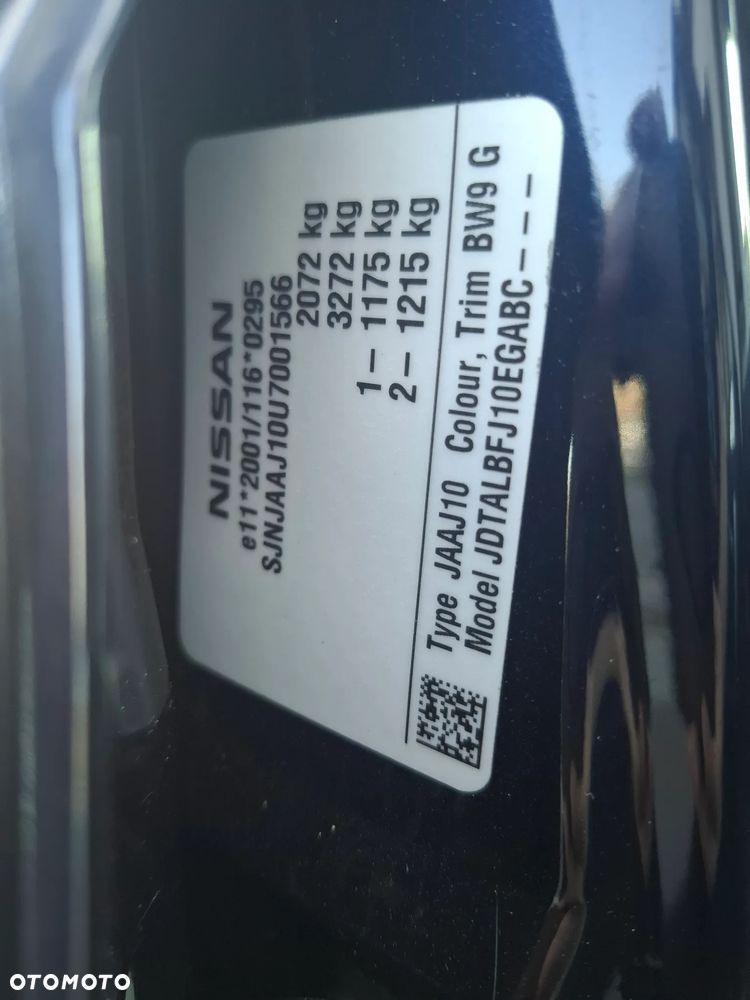 NISSAN
e11*2001/116*0295
SJNJAAJ10U7001566
2072 kg
3272 kg
1– 1175 kg
2– 1215 kg
Type JAAJ10 Colour, Trim BW9 G
Model JDTALBFJ10EGABC–––
OTOMOTO